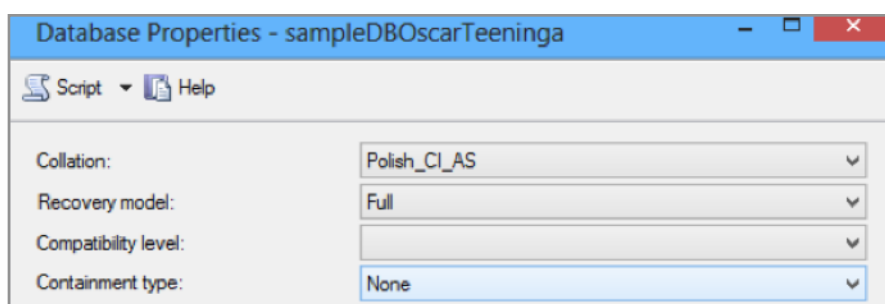 Database Properties - sampleDBOscarTeeninga
Script Help
Collation: Polish_CI_AS
Recovery model: Full
Compatibility level:
Containment type: None